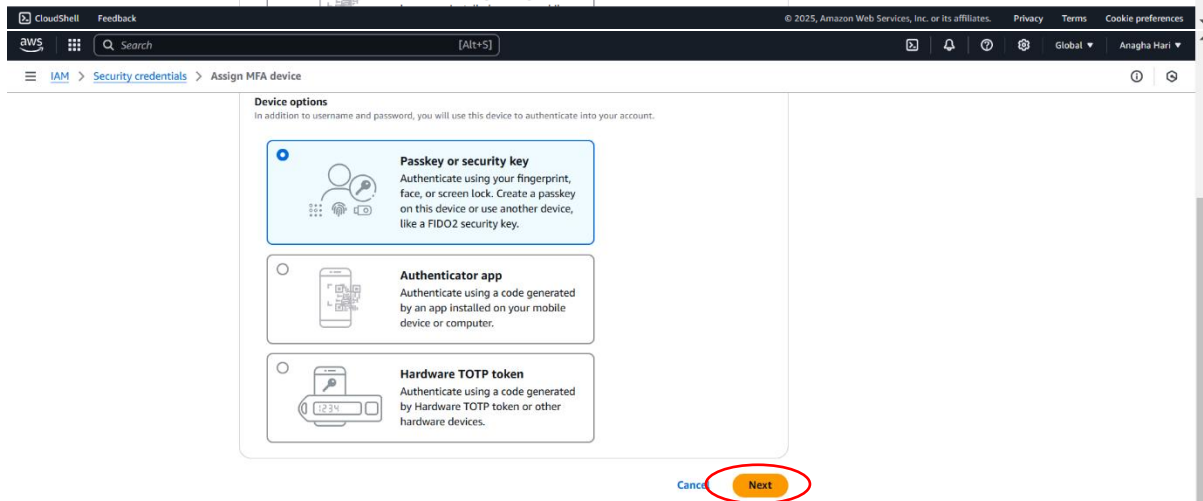 CloudShell Feedback © 2025, Amazon Web Services, Inc. or its affiliates. Privacy Terms Cookie preferences
aws Search [Alt+S] Global Anagha Hari
IAM > Security credentials > Assign MFA device
Device options
In addition to username and password, you will use this device to authenticate into your account.
Passkey or security key
Authenticate using your fingerprint,
face, or screen lock. Create a passkey
on this device or use another device,
like a FIDO2 security key.
Authenticator app
Authenticate using a code generated
by an app installed on your mobile
device or computer.
Hardware TOTP token
Authenticate using a code generated
by Hardware TOTP token or other
hardware devices.
1234
Cancel Next